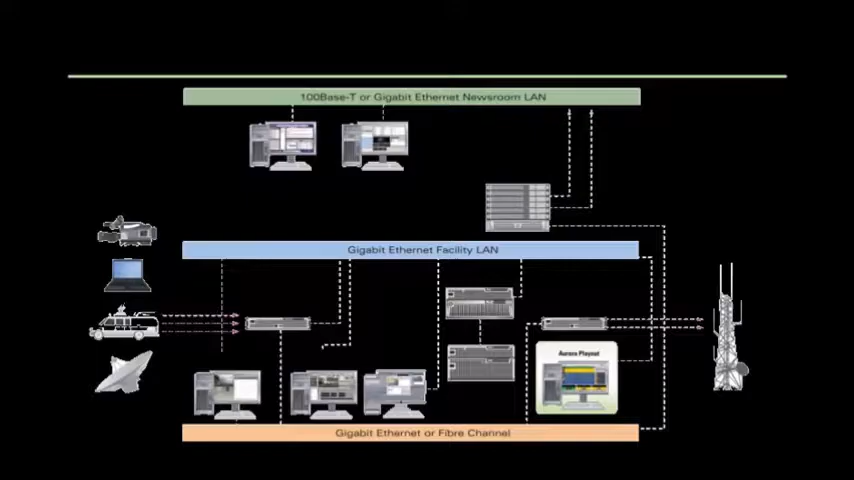 100Base-T or Gigabit Ethernet Newsroom LAN
Gigabit Ethernet Facility LAN
Aurora Playout
Gigabit Ethernet or Fibre Channel